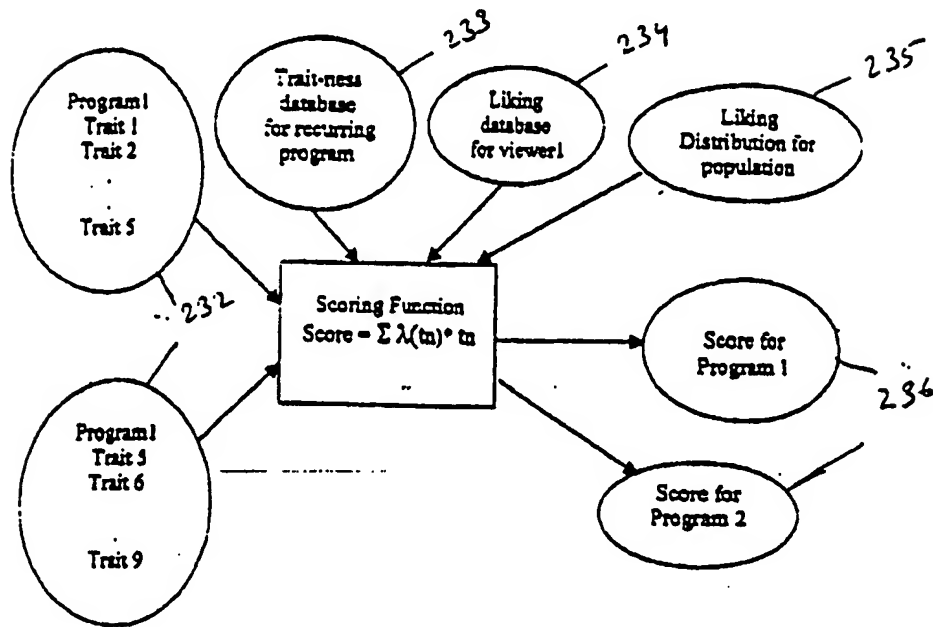 233
234
235
Program1
Trait 1
Trait 2
.
.
Trait 5
Trait-ness
database
for recurring
program
Liking
database
for viewer1
Liking
Distribution for
population
232
Scoring Function
Score = Σ λ(tn)* tn
Score for
Program 1
236
Program1
Trait 5
Trait 6
.
.
Trait 9
Score for
Program 2